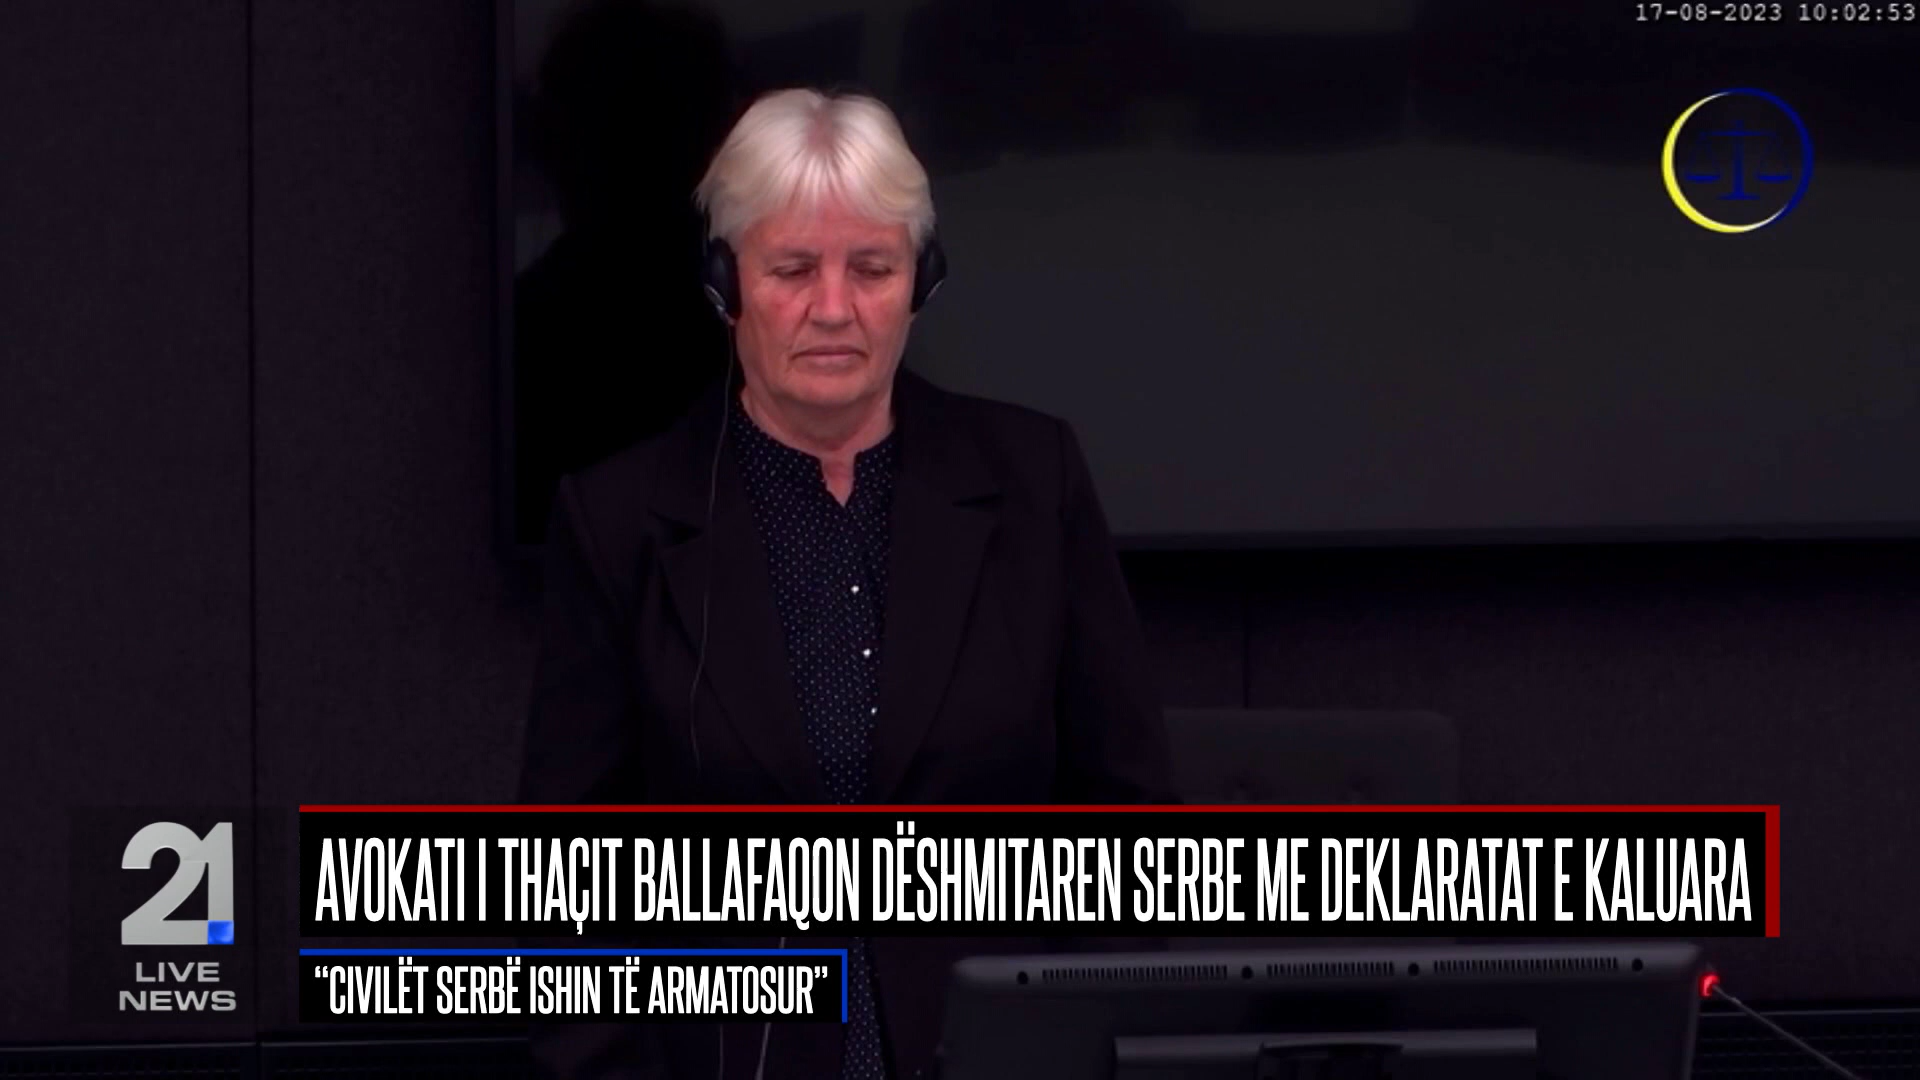 17-08-2023 10:02:53
AVOKATI I THAÇIT BALLAFAQON DËSHMITAREN SERBE ME DEKLARATAT E KALUARA
“CIVILËT SERBË ISHIN TË ARMATOSUR”
21
LIVE
NEWS